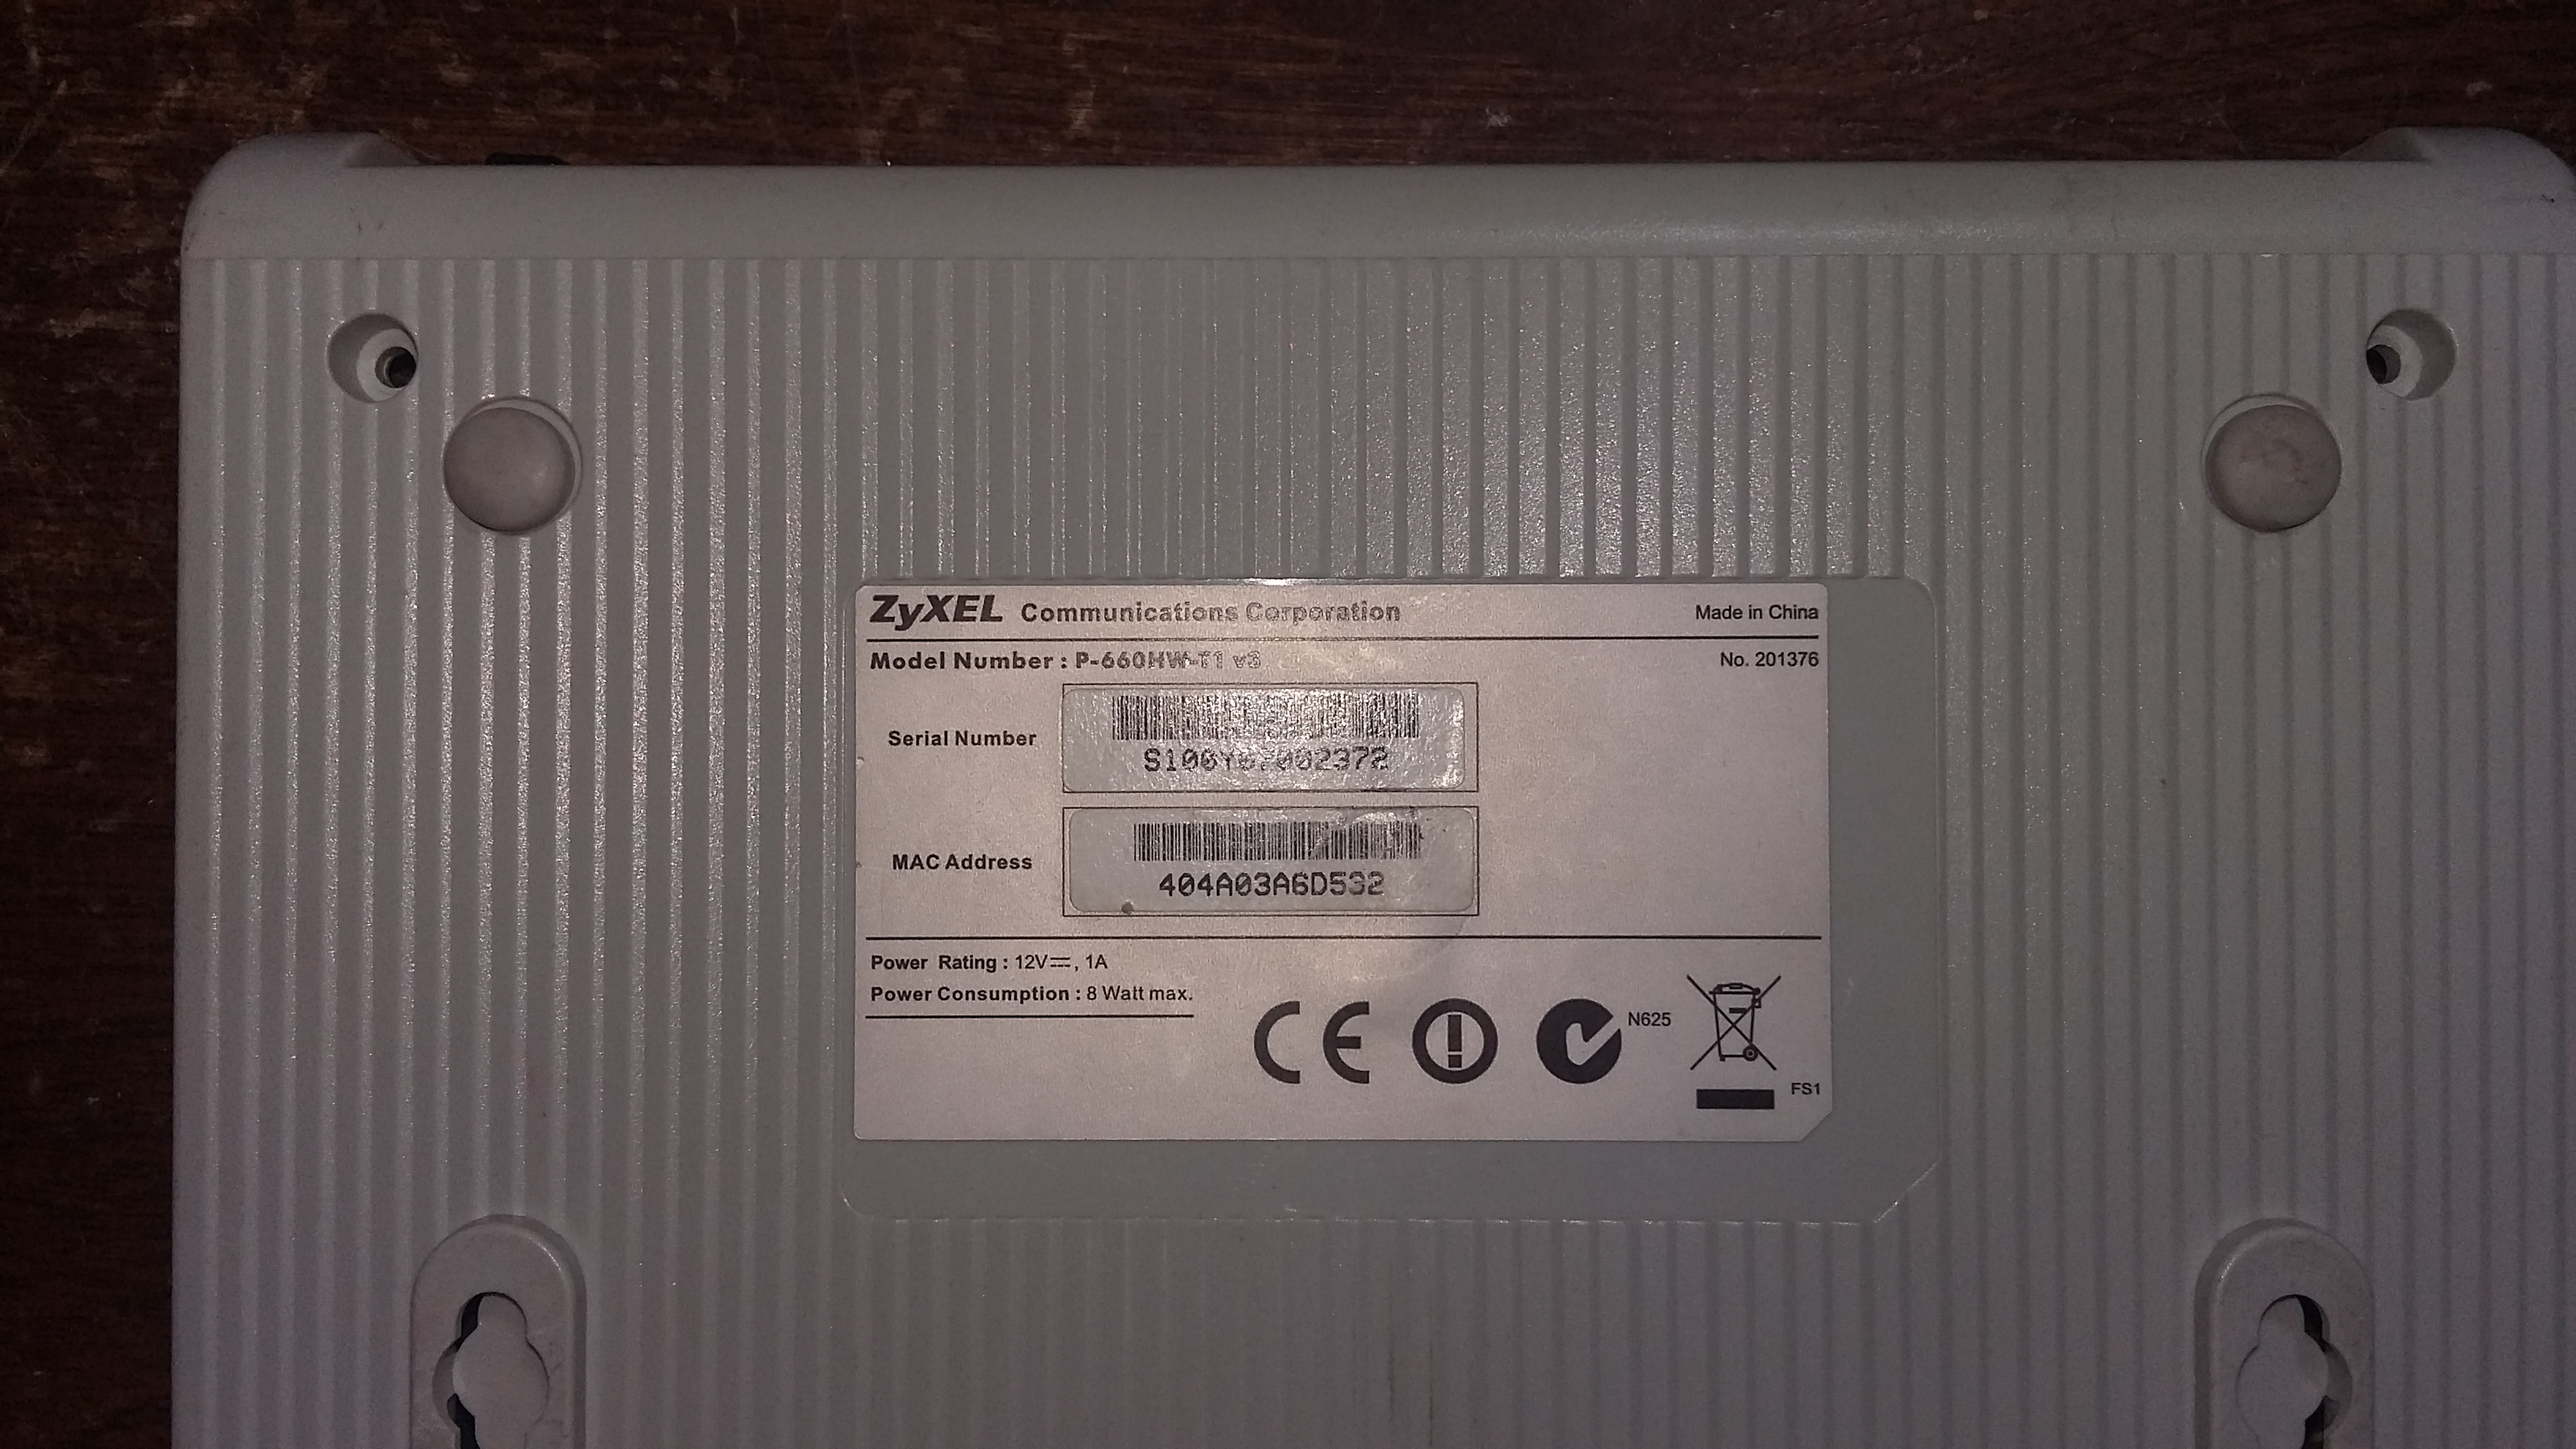 ZyXEL Communications Corporation
Made in China
Model Number : P-660HW-T1 v3
No. 201376
Serial Number
MAC Address
404A03A6D532
Power Rating : 12V⎓, 1A
Power Consumption : 8 Watt max.
CE
N625
FS1